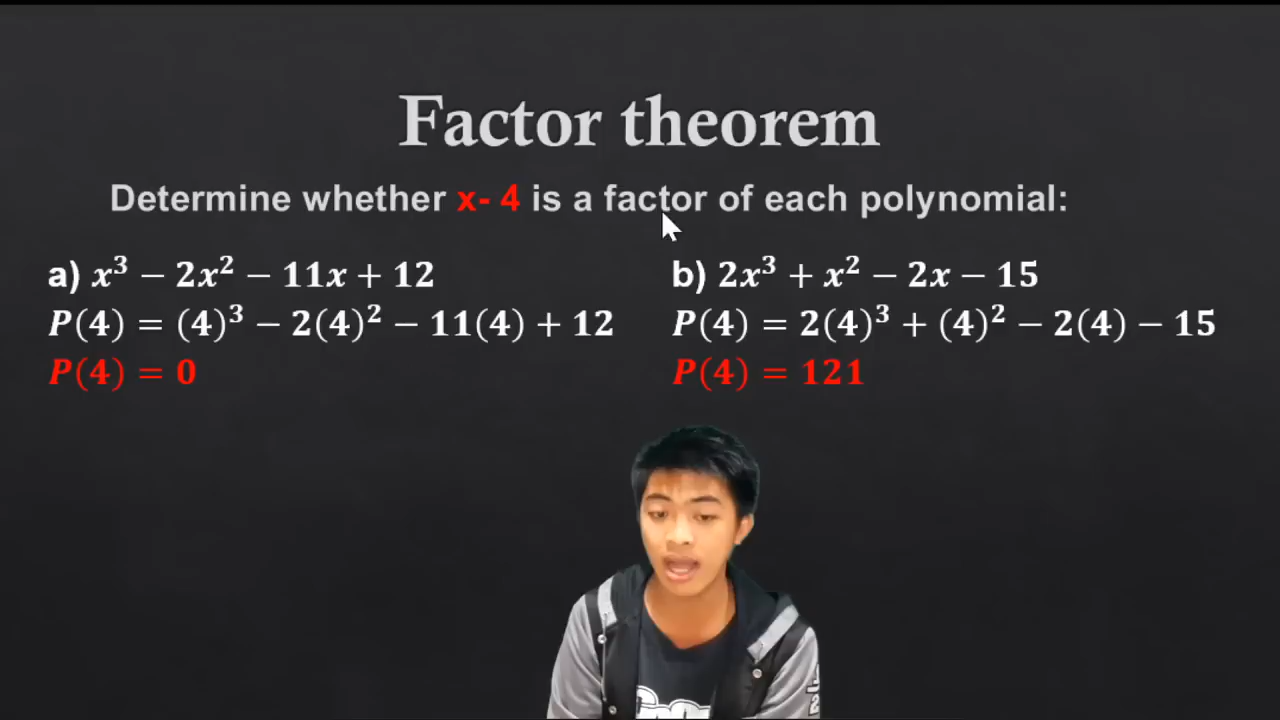 Factor theorem
Determine whether x- 4 is a factor of each polynomial:
a) x³ − 2x² − 11x + 12
P(4) = (4)³ − 2(4)² − 11(4) + 12
P(4) = 0
b) 2x³ + x² − 2x − 15
P(4) = 2(4)³ + (4)² − 2(4) − 15
P(4) = 121